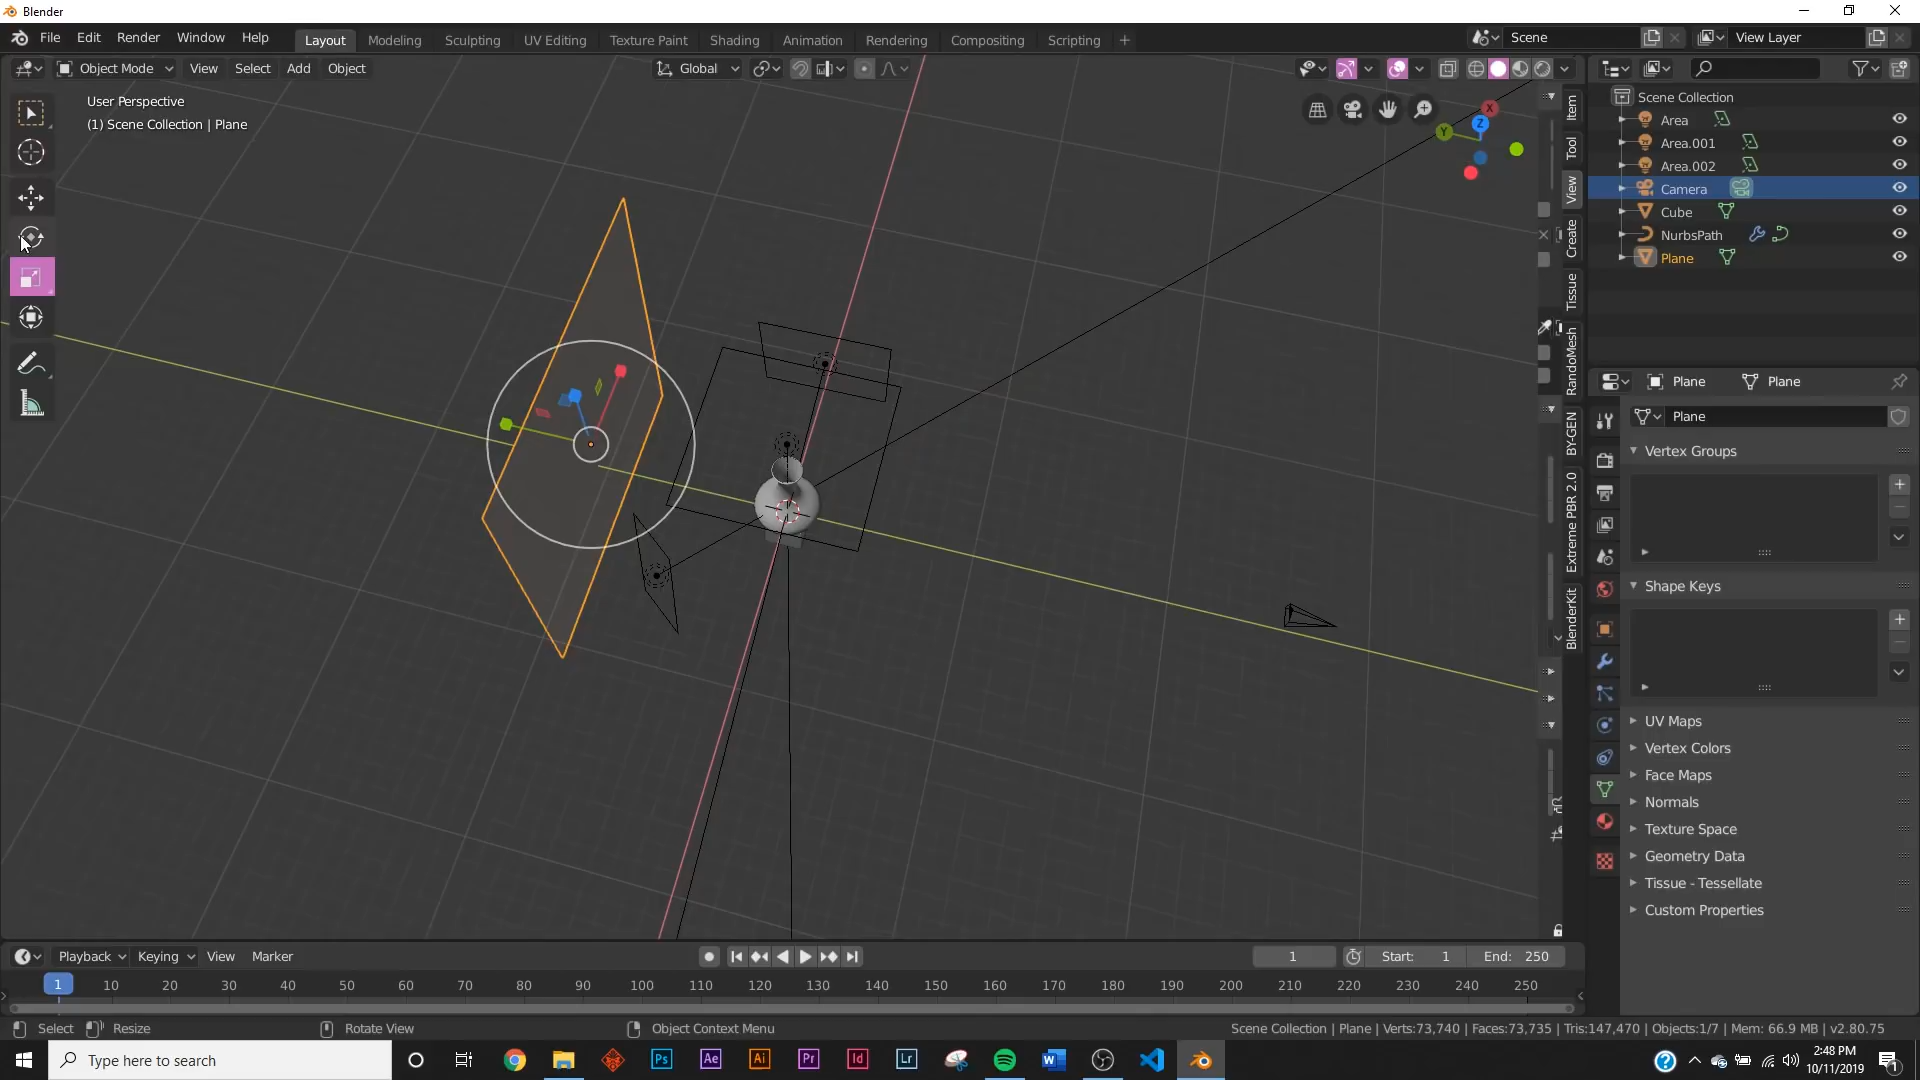 Blender
File Edit Render Window Help Layout Modeling Sculpting UV Editing Texture Paint Shading Animation Rendering Compositing Scripting + Scene View Layer
Object Mode View Select Add Object Global
User Perspective
(1) Scene Collection | Plane
X
Y
Z
Item
Tool
View
Create
Tissue
RandoMesh
BY-GEN
Extreme PBR 2.0
BlenderKit
Scene Collection
Area
Area.001
Area.002
Camera
Cube
NurbsPath
Plane
Plane Plane
Plane
Vertex Groups
Shape Keys
UV Maps
Vertex Colors
Face Maps
Normals
Texture Space
Geometry Data
Tissue - Tessellate
Custom Properties
Playback Keying View Marker 1 Start: 1 End: 250
1 10 20 30 40 50 60 70 80 90 100 110 120 130 140 150 160 170 180 190 200 210 220 230 240 250
Select Resize Rotate View Object Context Menu Scene Collection | Plane | Verts:73,740 | Faces:73,735 | Tris:147,470 | Objects:1/7 | Mem: 66.9 MB | v2.80.75
Type here to search Ps Ae Ai Pr Id Lr W
2:48 PM
10/11/2019
1